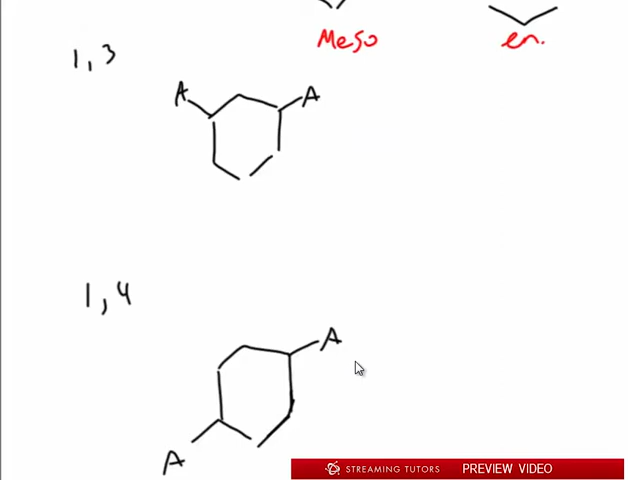 Meso
en.
1,3
A
A
1,4
A
A
STREAMING TUTORS PREVIEW VIDEO